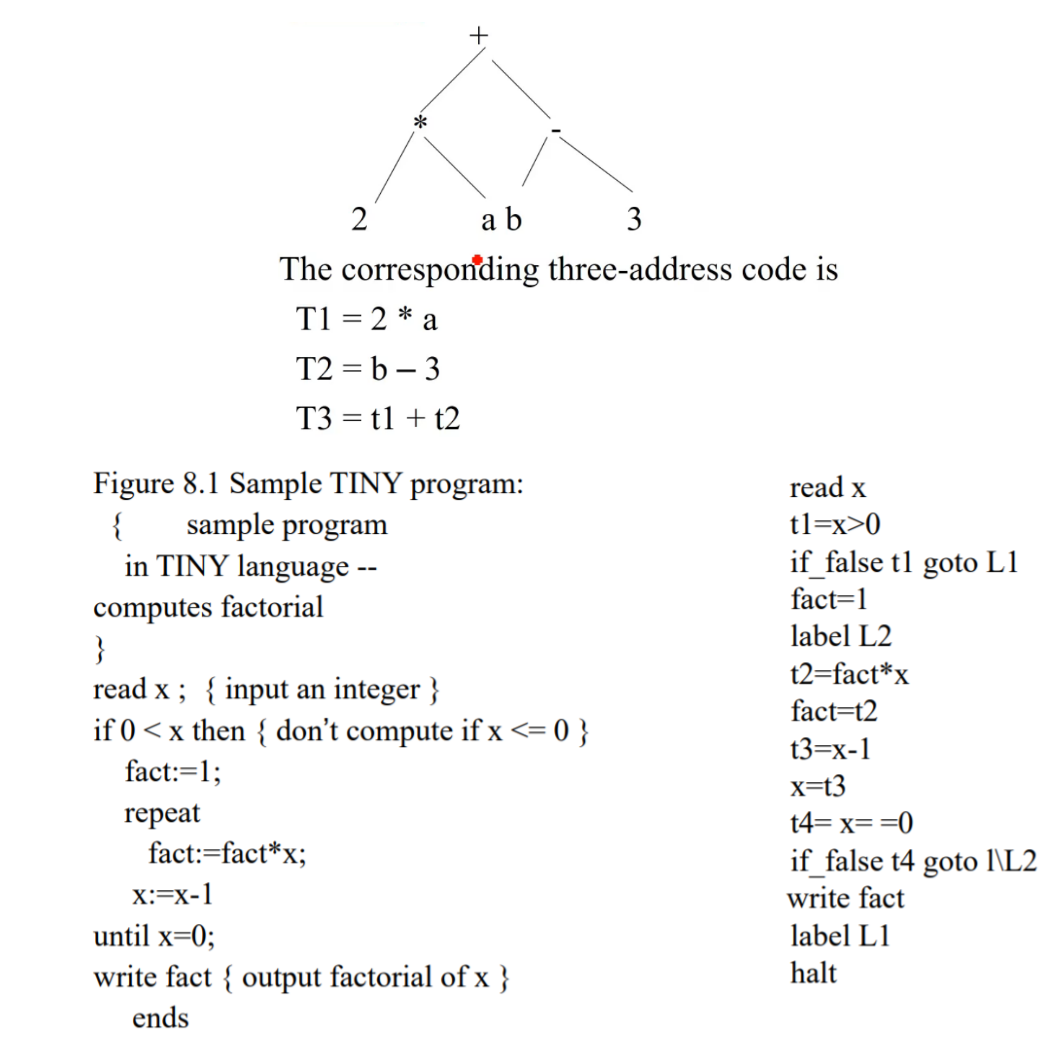 +
* -
2 a b 3
The corresponding three-address code is
T1 = 2 * a
T2 = b – 3
T3 = t1 + t2
Figure 8.1 Sample TINY program:
{ sample program
in TINY language --
computes factorial
}
read x ; { input an integer }
if 0 < x then { don't compute if x <= 0 }
fact:=1;
repeat
fact:=fact*x;
x:=x-1
until x=0;
write fact { output factorial of x }
ends
read x
t1=x>0
if_false t1 goto L1
fact=1
label L2
t2=fact*x
fact=t2
t3=x-1
x=t3
t4= x= =0
if_false t4 goto l\L2
write fact
label L1
halt